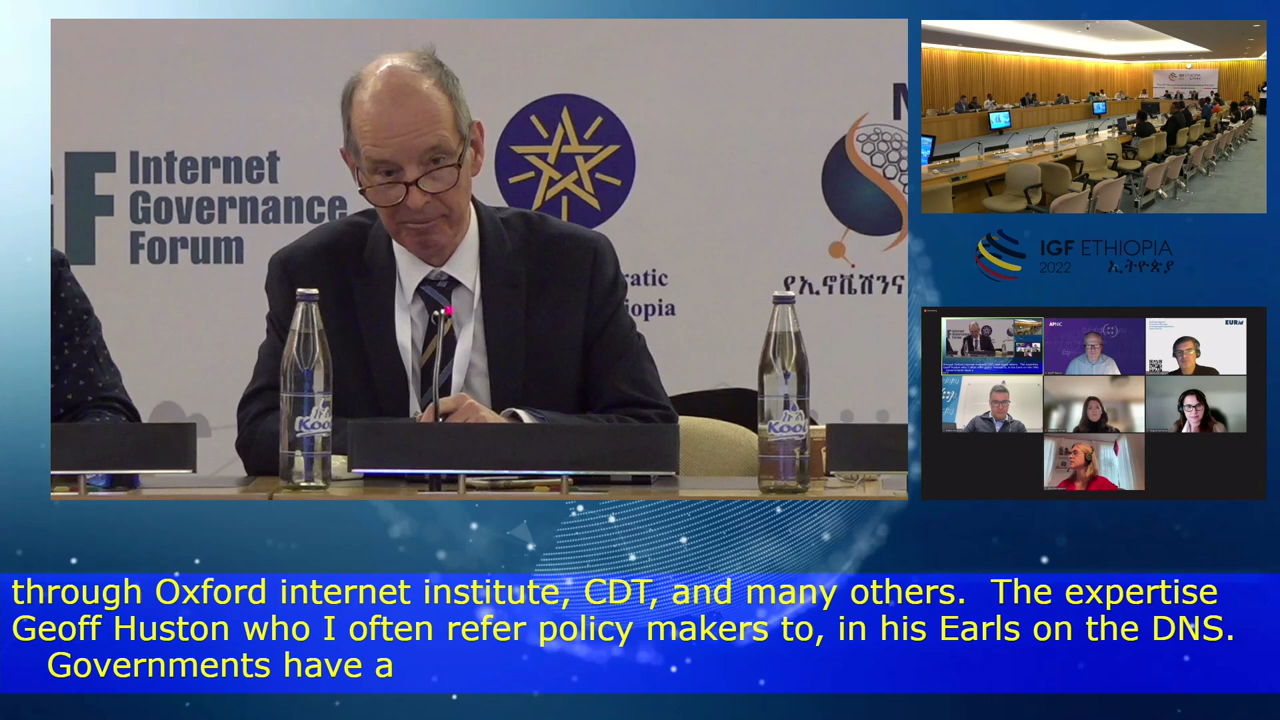 F
Internet
Governance
Forum
N
ratic
iopia
የኢኖቬሽንና
Kool
Kool
IGF ETHIOPIA
2022 ኢትዮጵያ
APNIC
EURid
through Oxford internet institute, CDT, and many others. The expertise
Geoff Huston who I often refer policy makers to, in his Earls on the DNS.
Governments have a